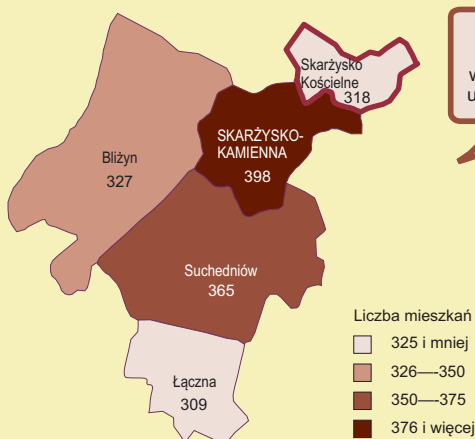 Skarżysko
Kościelne
318
SKARŻYSKO-
KAMIENNA
398
Bliżyn
327
Suchedniów
365
Łączna
309
Liczba mieszkań
325 i mniej
326—-350
350—-375
376 i więcej